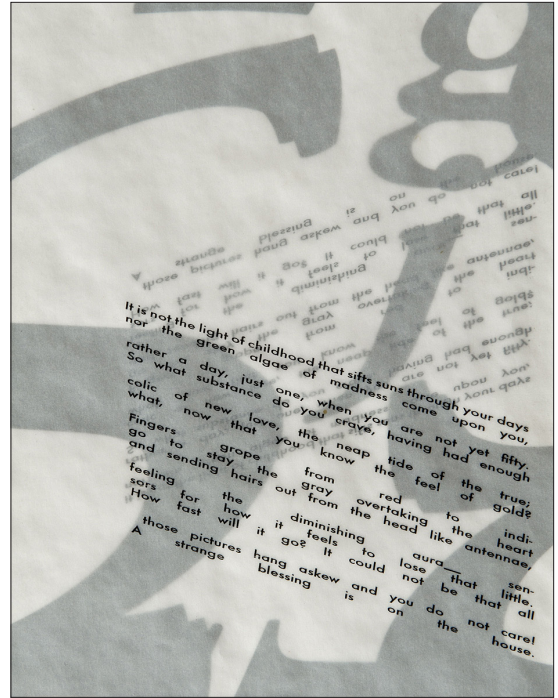 It is not the light of childhood that sifts suns through your days
nor the green algae of madness come upon you,
rather a day, just one, when you are not yet fifty.
So what substance do you crave, having had enough
colic of new love, the neap tide of the true;
what, now that you know the feel of gold?
Fingers grope from red to indi-
go to stay the gray overtaking the heart
and sending hairs out from the head like antennae,
feeling the diminishing aura__ sen-
sors for how it feels to lose that little.
How fast will it go? It could not be that all
those pictures hang askew and you do not care!
A strange blessing is on the house.